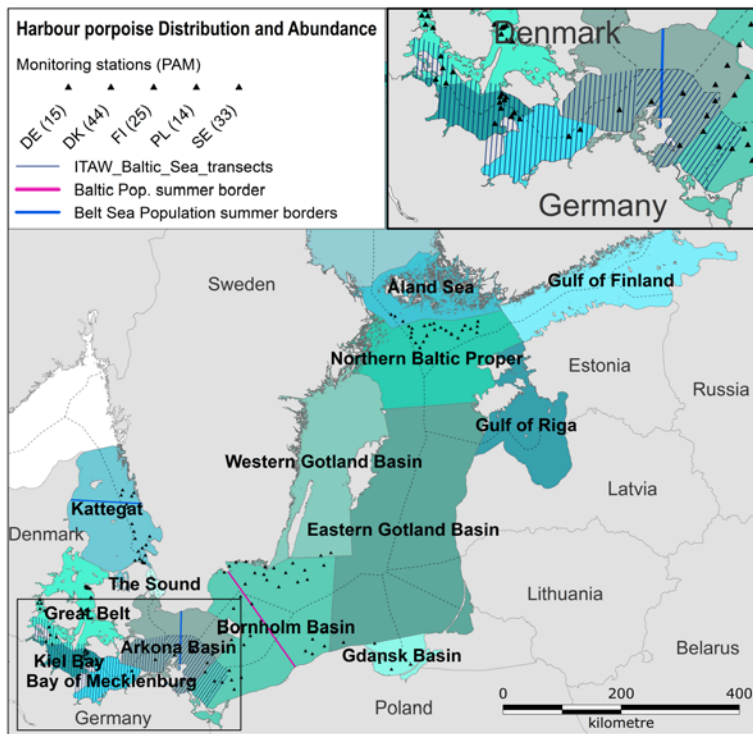 Harbour porpoise Distribution and Abundance
Monitoring stations (PAM)
DE (15)
DK (44)
FI (25)
PL (14)
SE (33)
ITAW_Baltic_Sea_transects
Baltic Pop. summer border
Belt Sea Population summer borders
Denmark
Germany
Sweden
Åland Sea
Gulf of Finland
Northern Baltic Proper
Estonia
Russia
Gulf of Riga
Western Gotland Basin
Latvia
Kattegat
Eastern Gotland Basin
Denmark
The Sound
Lithuania
Great Belt
Bornholm Basin
Arkona Basin
Belarus
Kiel Bay
Gdansk Basin
Bay of Mecklenburg
Germany
Poland
0 200 400
kilometre